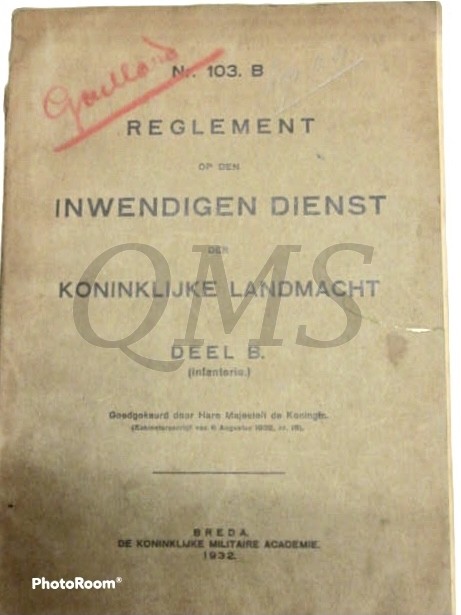 Nr. 103. B
REGLEMENT
OP DEN
INWENDIGEN DIENST
DER
KONINKLIJKE LANDMACHT
QMS
DEEL B.
(Infanterie.)
Goedgekeurd door Hare Majesteit de Koningin.
BREDA.
DE KONINKLIJKE MILITAIRE ACADEMIE.
1932.
PhotoRoom®